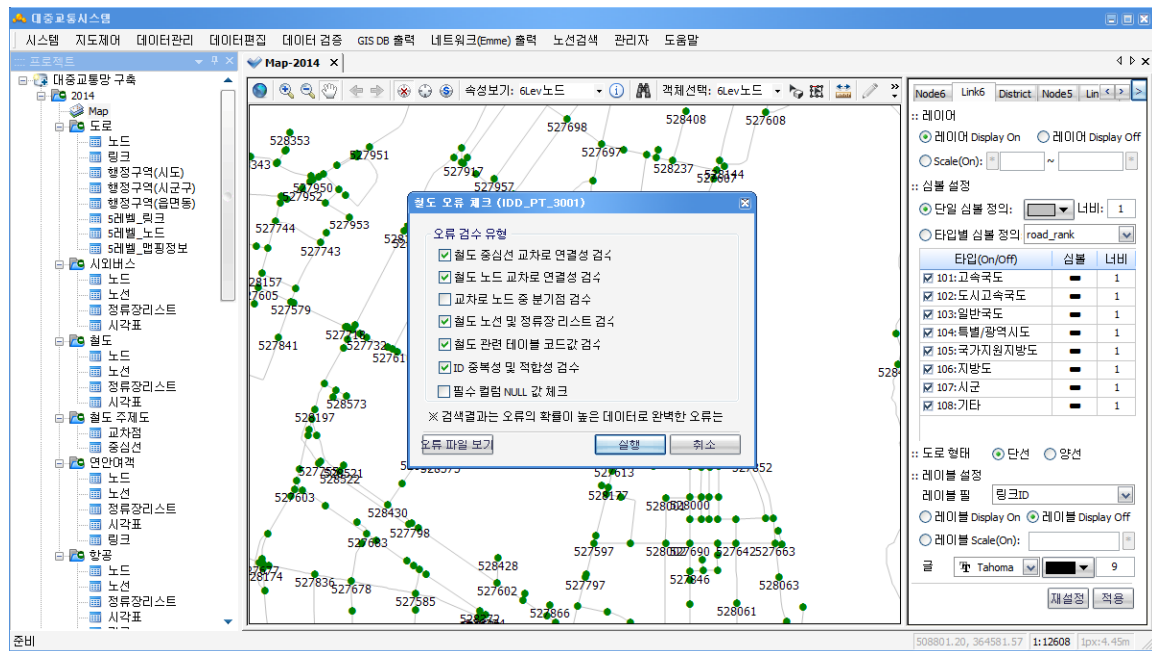 대중교통시스템
시스템 지도제어 데이터관리 데이터편집 데이터 검증 GIS DB 출력 네트워크(Emme) 출력 노선검색 관리자 도움말
프로젝트
대중교통망 구축
2014
Map
도로
노드
링크
행정구역(시도)
행정구역(시군구)
행정구역(읍면동)
5레벨_링크
5레벨_노드
5레벨_맵핑정보
시외버스
노드
노선
정류장리스트
시각표
철도
노드
노선
정류장리스트
시각표
철도 주제도
교차점
중심선
연안여객
노드
노선
정류장리스트
시각표
링크
항공
노드
노선
정류장리스트
시각표
Map-2014
속성보기: 6Lev노드
객체선택: 6Lev노드
527698
528408
527608
528353
527951
527697
528237
343
527917
527957
527950
527952
527744
527953
527743
28157
7605
527579
527841
527732
528573
528197
528522
527603
528430
527798
527683
527613
528177
528000
527597
527690
527642
527663
528428
527846
28174
527836
527678
527602
527797
528063
527585
527866
528061
철도 오류 체크 (IDD_PT_3001)
오류 검수 유형
철도 중심선 교차로 연결성 검수
철도 노드 교차로 연결성 검수
교차로 노드 중 분기점 검수
철도 노선 및 정류장 리스트 검수
철도 관련 테이블 코드값 검수
ID 중복성 및 적합성 검수
필수 컬럼 NULL 값 체크
※ 검색결과는 오류의 확률이 높은 데이터로 완벽한 오류는
오류 파일 보기 실행 취소
Node6 Link6 District Node5 Lin
:: 레이어
레이어 Display On 레이어 Display Off
Scale(On): ~
:: 심볼 설정
단일 심볼 정의: 너비: 1
타입별 심볼 정의 road_rank
타입(On/Off) 심볼 너비
101:고속국도 1
102:도시고속국도 1
103:일반국도 1
104:특별/광역시도 1
105:국가지원지방도 1
106:지방도 1
107:시군 1
108:기타 1
:: 도로 형태 단선 양선
:: 레이블 설정
레이블 필 링크ID
레이블 Display On 레이블 Display Off
레이블 Scale(On):
글 Tahoma 9
재설정 적용
준비
508801.20, 364581.57 1:12608 1px:4.45m